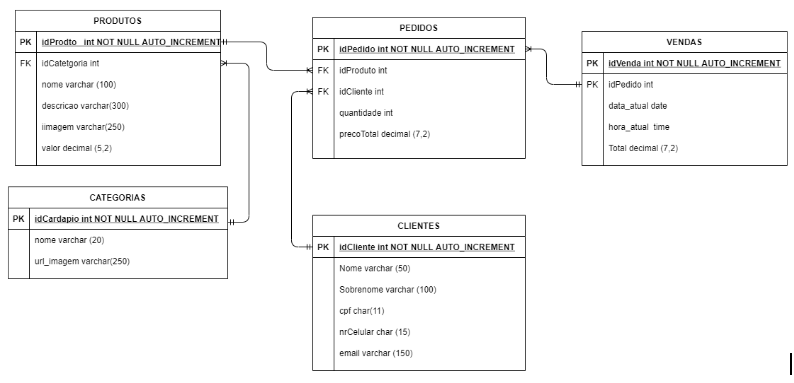 PRODUTOS
PK idProdto int NOT NULL AUTO_INCREMENT
FK idCatetgoria int
nome varchar (100)
descricao varchar(300)
iimagem varchar(250)
valor decimal (5,2)
CATEGORIAS
PK idCardapio int NOT NULL AUTO_INCREMENT
nome varchar (20)
url_imagem varchar(250)
PEDIDOS
PK idPedido int NOT NULL AUTO_INCREMENT
FK idProduto int
FK idCliente int
quantidade int
precoTotal decimal (7,2)
CLIENTES
PK idCliente int NOT NULL AUTO_INCREMENT
Nome varchar (50)
Sobrenome varchar (100)
cpf char(11)
nrCelular char (15)
email varchar (150)
VENDAS
PK idVenda int NOT NULL AUTO_INCREMENT
PK idPedido int
data_atual date
hora_atual time
Total decimal (7,2)